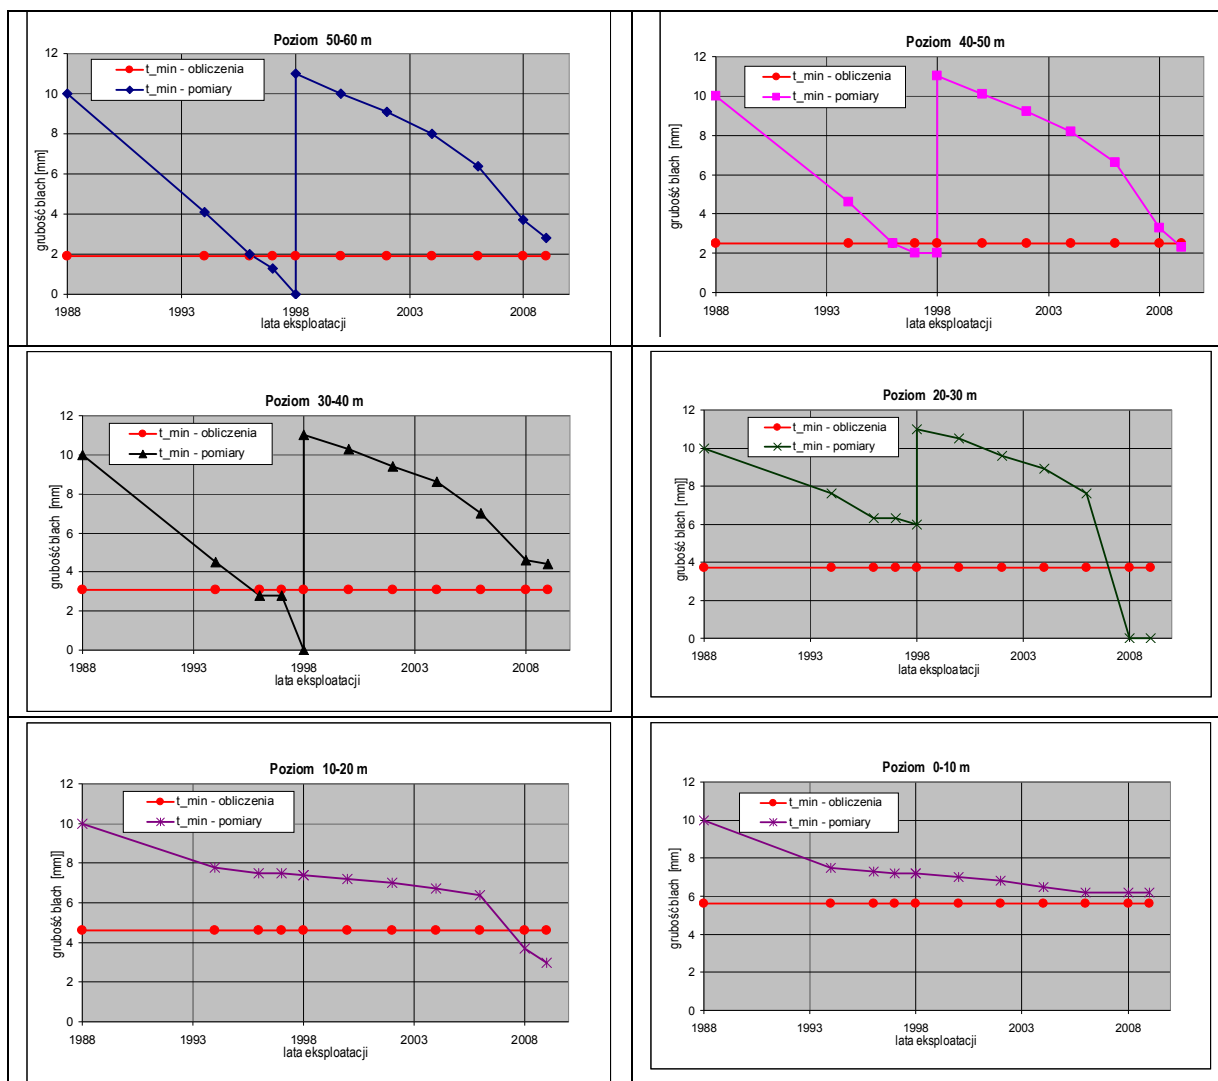 Poziom 50-60 m
t_min - obliczenia
t_min - pomiary
grubość blach [mm]
12
10
8
6
4
2
0
1988 1993 1998 2003 2008
lata eksploatacji
Poziom 40-50 m
t_min - obliczenia
t_min - pomiary
grubość blach [mm]
12
10
8
6
4
2
0
1988 1993 1998 2003 2008
lata eksploatacji
Poziom 30-40 m
t_min - obliczenia
t_min - pomiary
grubość blach [mm]
12
10
8
6
4
2
0
1988 1993 1998 2003 2008
lata eksploatacji
Poziom 20-30 m
t_min - obliczenia
t_min - pomiary
grubość blach [mm]]
12
10
8
6
4
2
0
1988 1993 1998 2003 2008
lata eksploatacji
Poziom 10-20 m
t_min - obliczenia
t_min - pomiary
grubość blach [mm]]
12
10
8
6
4
2
0
1988 1993 1998 2003 2008
lata eksploatacji
Poziom 0-10 m
t_min - obliczenia
t_min - pomiary
grubość blach [mm]
12
10
8
6
4
2
0
1988 1993 1998 2003 2008
lata eksploatacji